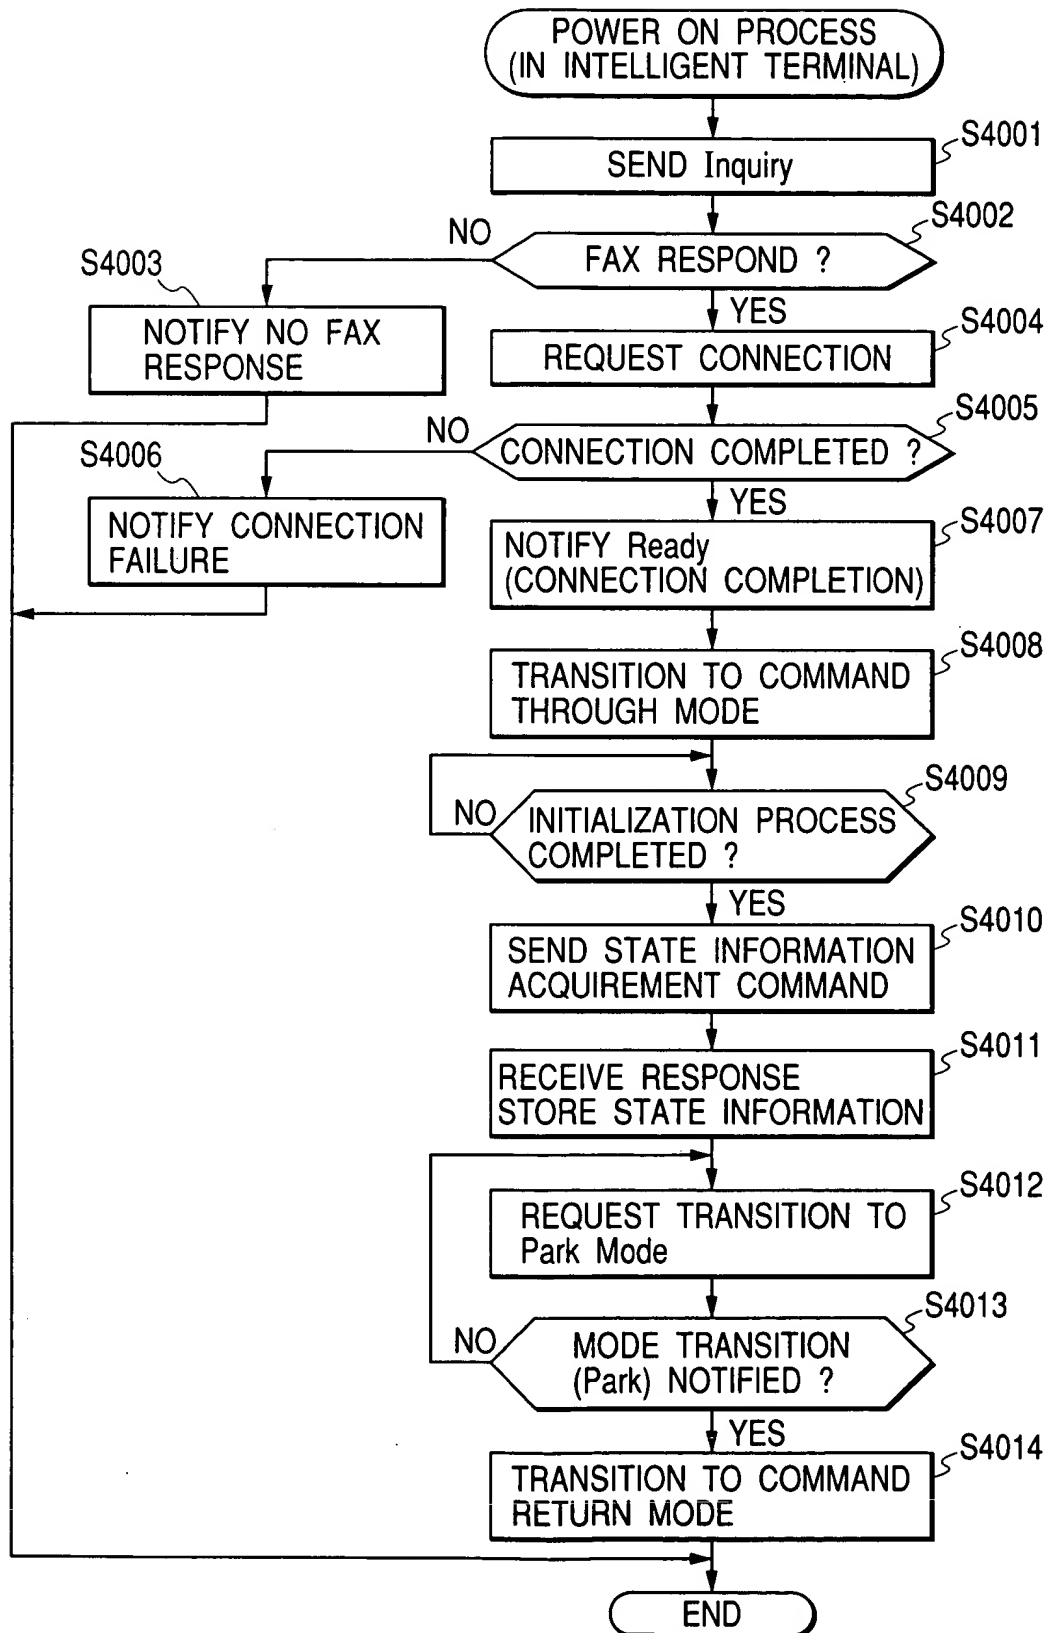 POWER ON PROCESS
(IN INTELLIGENT TERMINAL)
S4001
SEND Inquiry
S4002
NO
FAX RESPOND ?
S4003
YES
NOTIFY NO FAX
RESPONSE
S4004
REQUEST CONNECTION
S4005
NO
CONNECTION COMPLETED ?
S4006
YES
NOTIFY CONNECTION
FAILURE
S4007
NOTIFY Ready
(CONNECTION COMPLETION)
S4008
TRANSITION TO COMMAND
THROUGH MODE
S4009
NO
INITIALIZATION PROCESS
COMPLETED ?
YES
S4010
SEND STATE INFORMATION
ACQUIREMENT COMMAND
S4011
RECEIVE RESPONSE
STORE STATE INFORMATION
S4012
REQUEST TRANSITION TO
Park Mode
S4013
NO
MODE TRANSITION
(Park) NOTIFIED ?
YES
S4014
TRANSITION TO COMMAND
RETURN MODE
END